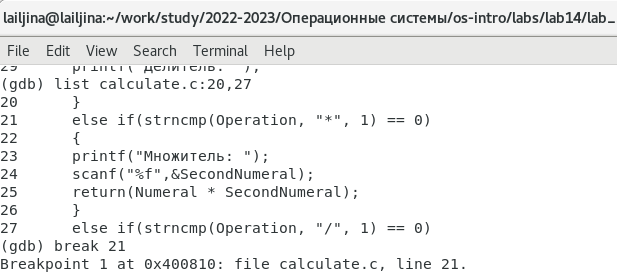 lailjina@lailjina:~/work/study/2022-2023/Операционные системы/os-intro/labs/lab14/lab_
File Edit View Search Terminal Help
29 printf("Делитель: ");
(gdb) list calculate.c:20,27
20 }
21 else if(strncmp(Operation, "*", 1) == 0)
22 {
23 printf("Множитель: ");
24 scanf("%f",&SecondNumeral);
25 return(Numeral * SecondNumeral);
26 }
27 else if(strncmp(Operation, "/", 1) == 0)
(gdb) break 21
Breakpoint 1 at 0x400810: file calculate.c, line 21.